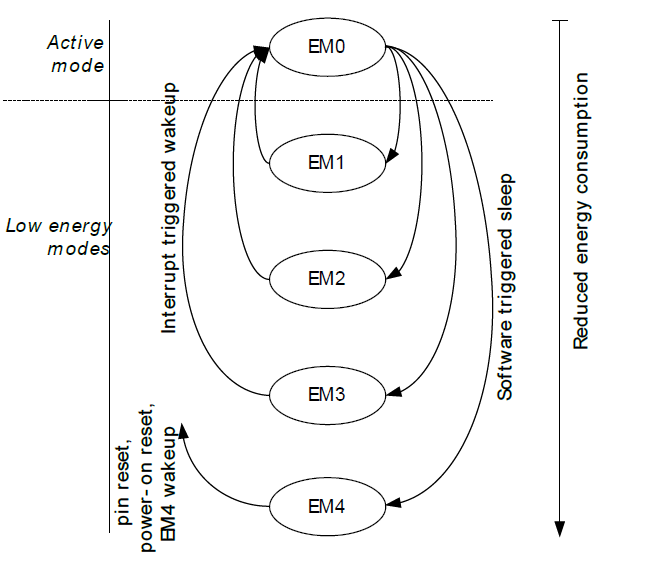 Active
mode
EM0
Interrupt triggered wakeup
EM1
Low energy
modes
EM2
Software triggered sleep
Reduced energy consumption
EM3
pin reset,
power- on reset,
EM4 wakeup
EM4